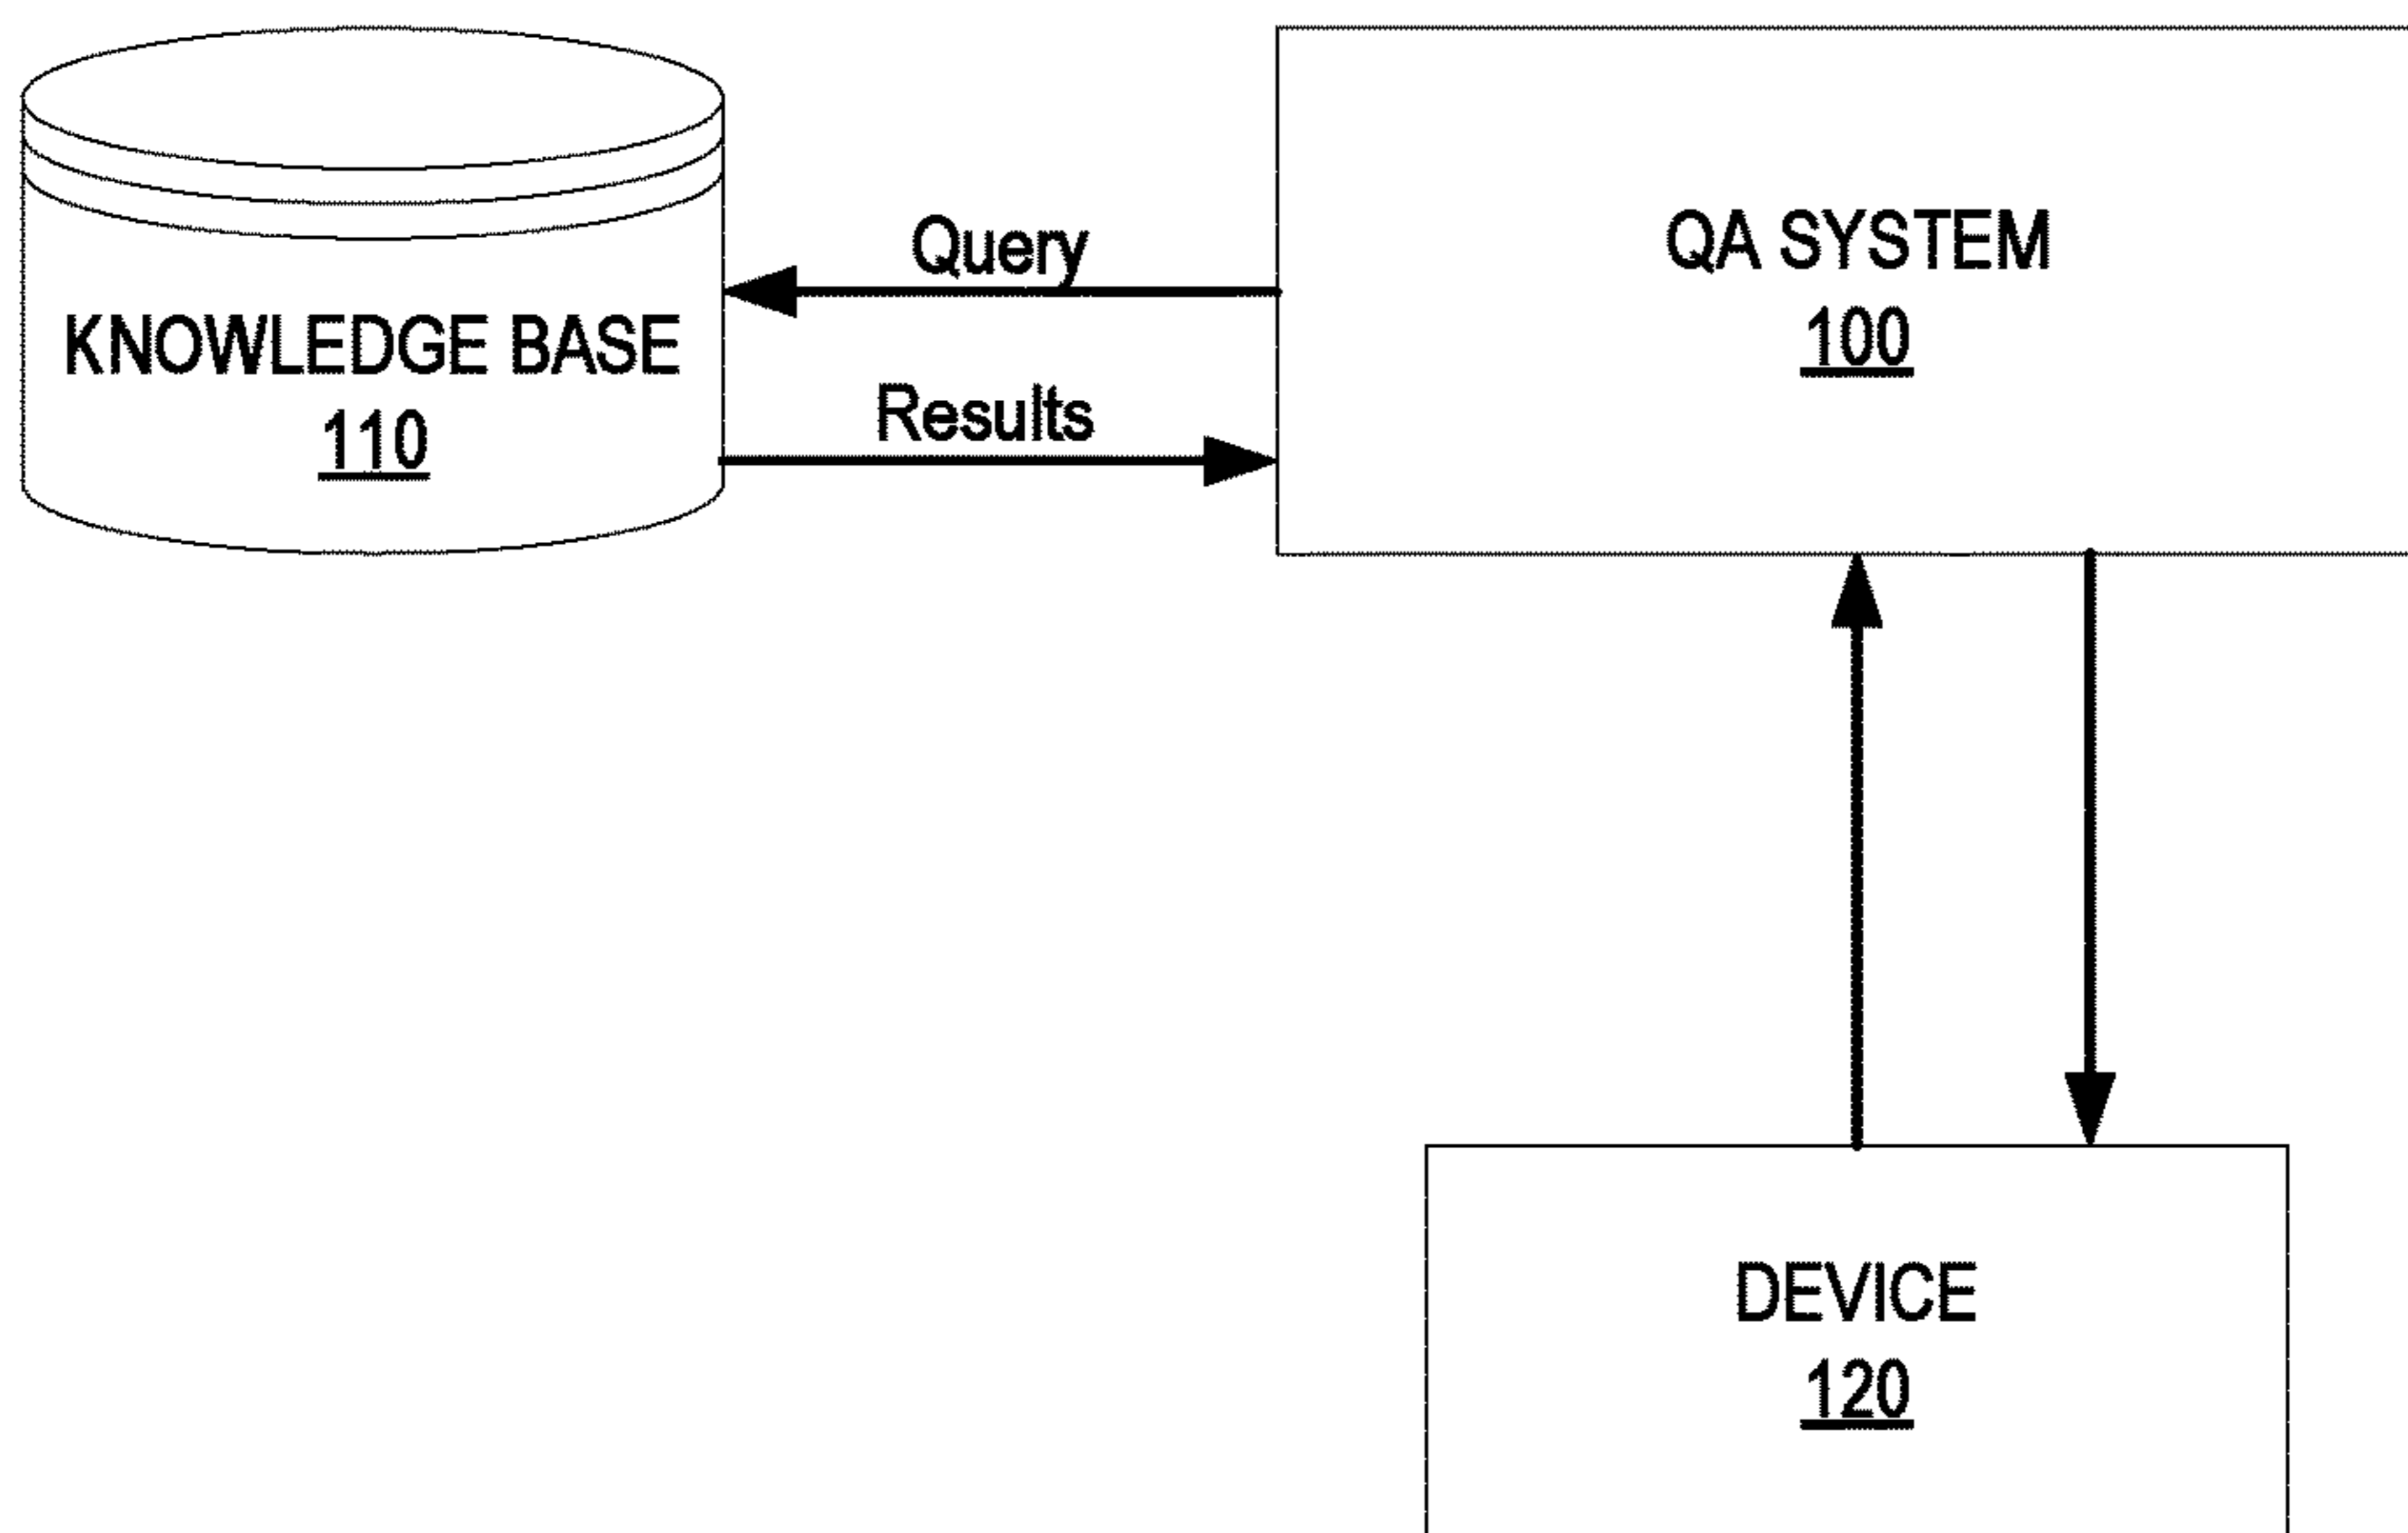 QA SYSTEM
100
Query
KNOWLEDGE BASE
110
Results
DEVICE
120